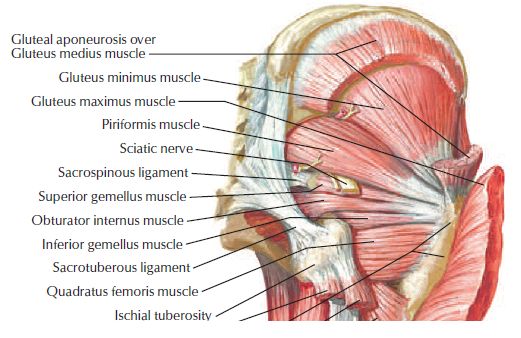 Gluteal aponeurosis over
Gluteus medius muscle
Gluteus minimus muscle
Gluteus maximus muscle
Piriformis muscle
Sciatic nerve
Sacrospinous ligament
Superior gemellus muscle
Obturator internus muscle
Inferior gemellus muscle
Sacrotuberous ligament
Quadratus femoris muscle
Ischial tuberosity